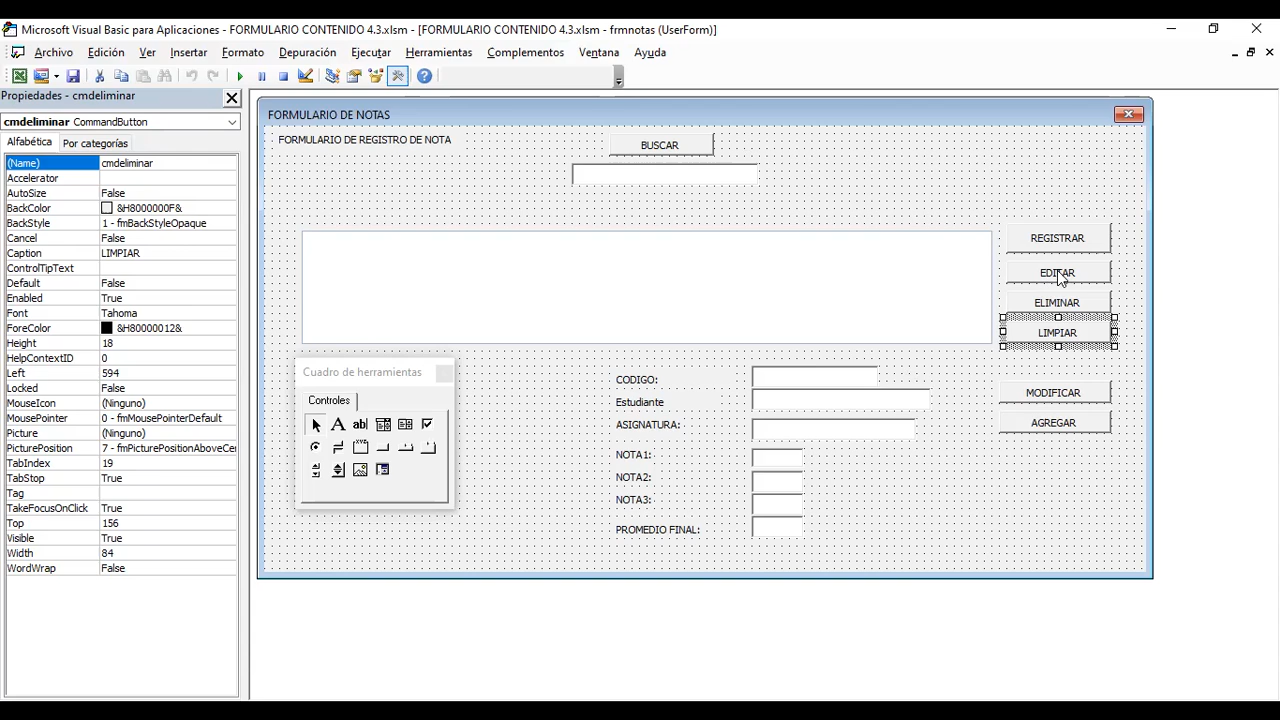 Microsoft Visual Basic para Aplicaciones - FORMULARIO CONTENIDO 4.3.xlsm - [FORMULARIO CONTENIDO 4.3.xlsm - frmnotas (UserForm)]
Archivo Edición Ver Insertar Formato Depuración Ejecutar Herramientas Complementos Ventana Ayuda
Propiedades - cmdeliminar
cmdeliminar CommandButton
Alfabética Por categorías
(Name) cmdeliminar
Accelerator
AutoSize False
BackColor &H8000000F&
BackStyle 1 - fmBackStyleOpaque
Cancel False
Caption LIMPIAR
ControlTipText
Default False
Enabled True
Font Tahoma
ForeColor &H80000012&
Height 18
HelpContextID 0
Left 594
Locked False
MouseIcon (Ninguno)
MousePointer 0 - fmMousePointerDefault
Picture (Ninguno)
PicturePosition 7 - fmPicturePositionAboveCer
TabIndex 19
TabStop True
Tag
TakeFocusOnClick True
Top 156
Visible True
Width 84
WordWrap False
FORMULARIO DE NOTAS
FORMULARIO DE REGISTRO DE NOTA
BUSCAR
REGISTRAR
EDITAR
ELIMINAR
LIMPIAR
MODIFICAR
AGREGAR
Cuadro de herramientas
Controles
A ab|
CODIGO:
Estudiante
ASIGNATURA:
NOTA1:
NOTA2:
NOTA3:
PROMEDIO FINAL: